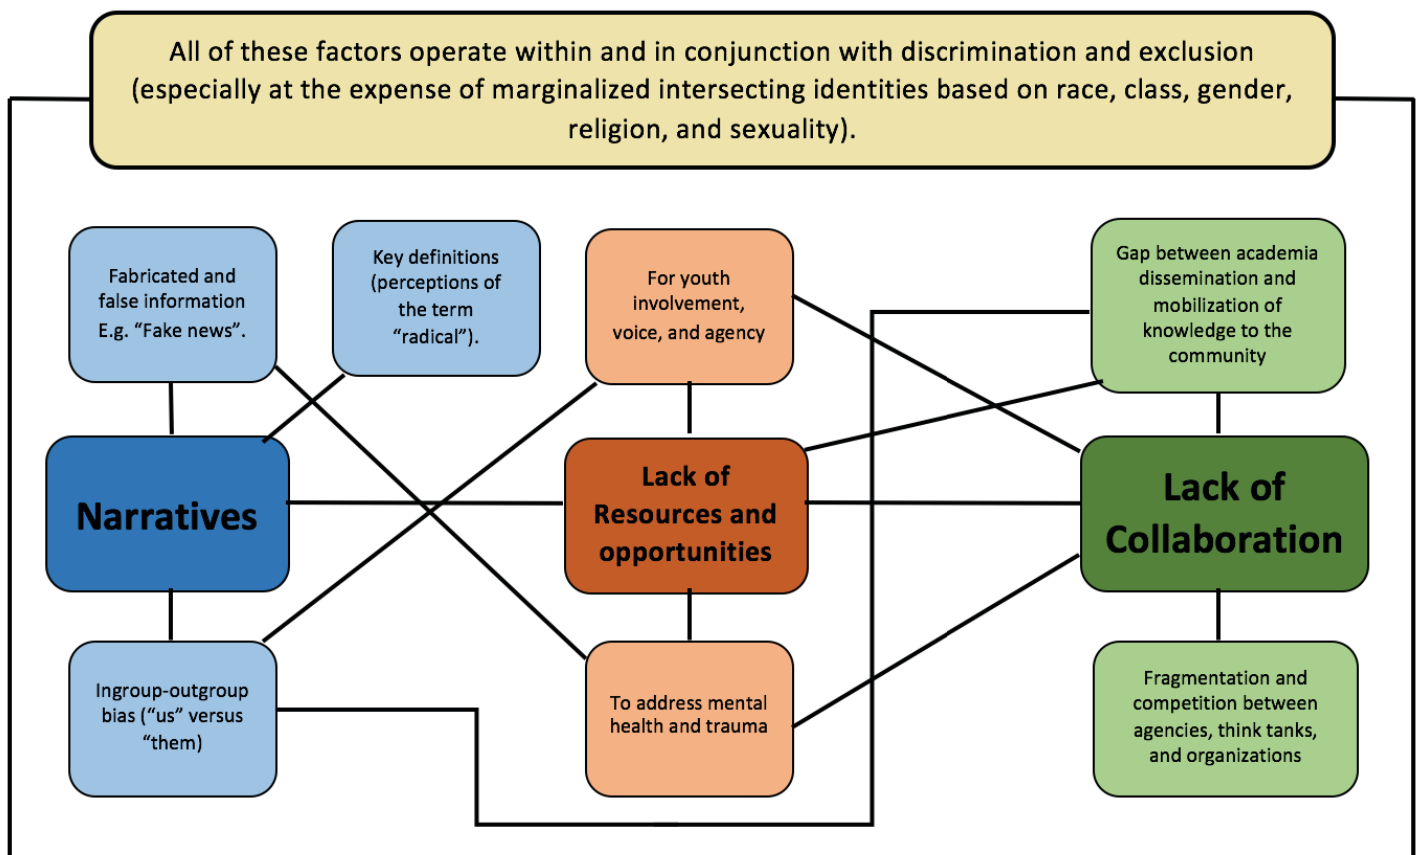 All of these factors operate within and in conjunction with discrimination and exclusion
(especially at the expense of marginalized intersecting identities based on race, class, gender,
religion, and sexuality).
Fabricated and
false information
E.g. “Fake news”.
Key definitions
(perceptions of
the term
“radical”).
For youth
involvement,
voice, and agency
Gap between academia
dissemination and
mobilization of
knowledge to the
community
Narratives
Lack of
Resources and
opportunities
Lack of
Collaboration
Ingroup-outgroup
bias (“us” versus
“them)
To address mental
health and trauma
Fragmentation and
competition between
agencies, think tanks,
and organizations